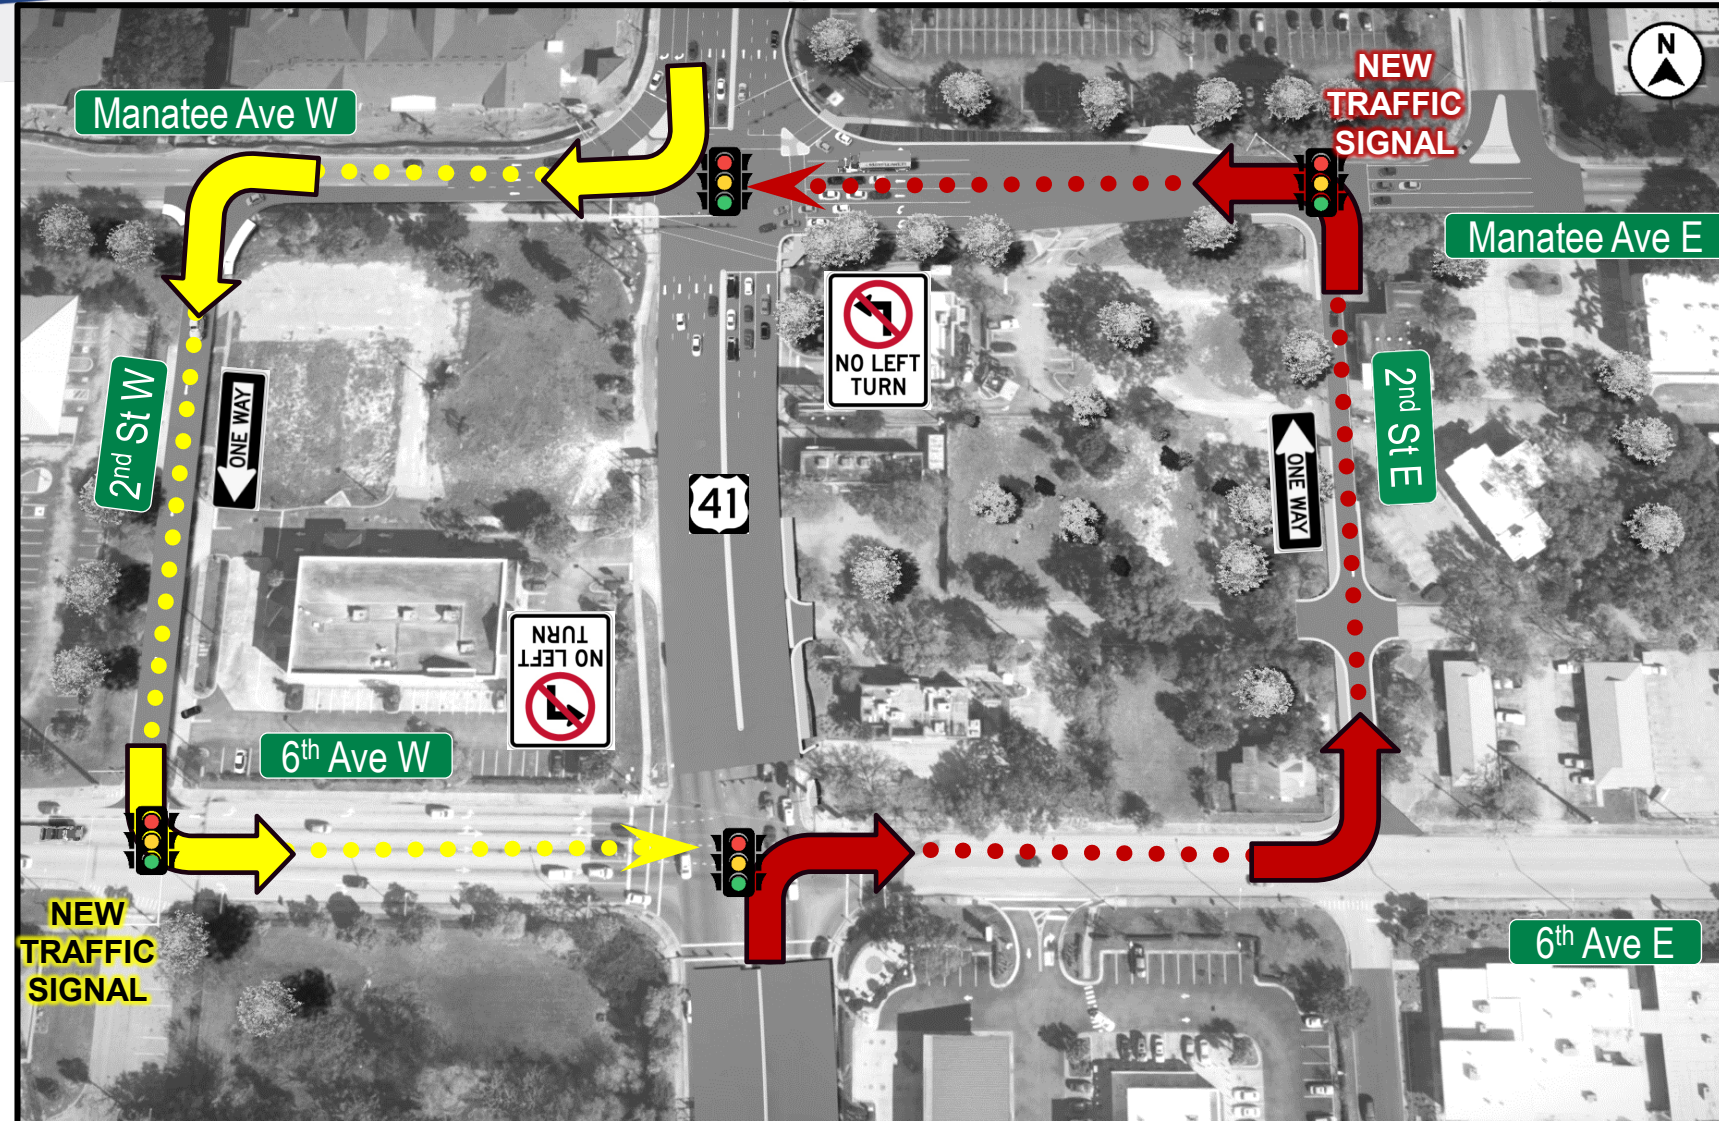 N
NEW
TRAFFIC
SIGNAL
Manatee Ave W
Manatee Ave E
NO LEFT
TURN
2nd St W
ONE WAY
2nd St E
ONE WAY
41
NO LEFT
TURN
6th Ave W
NEW
TRAFFIC
SIGNAL
6th Ave E